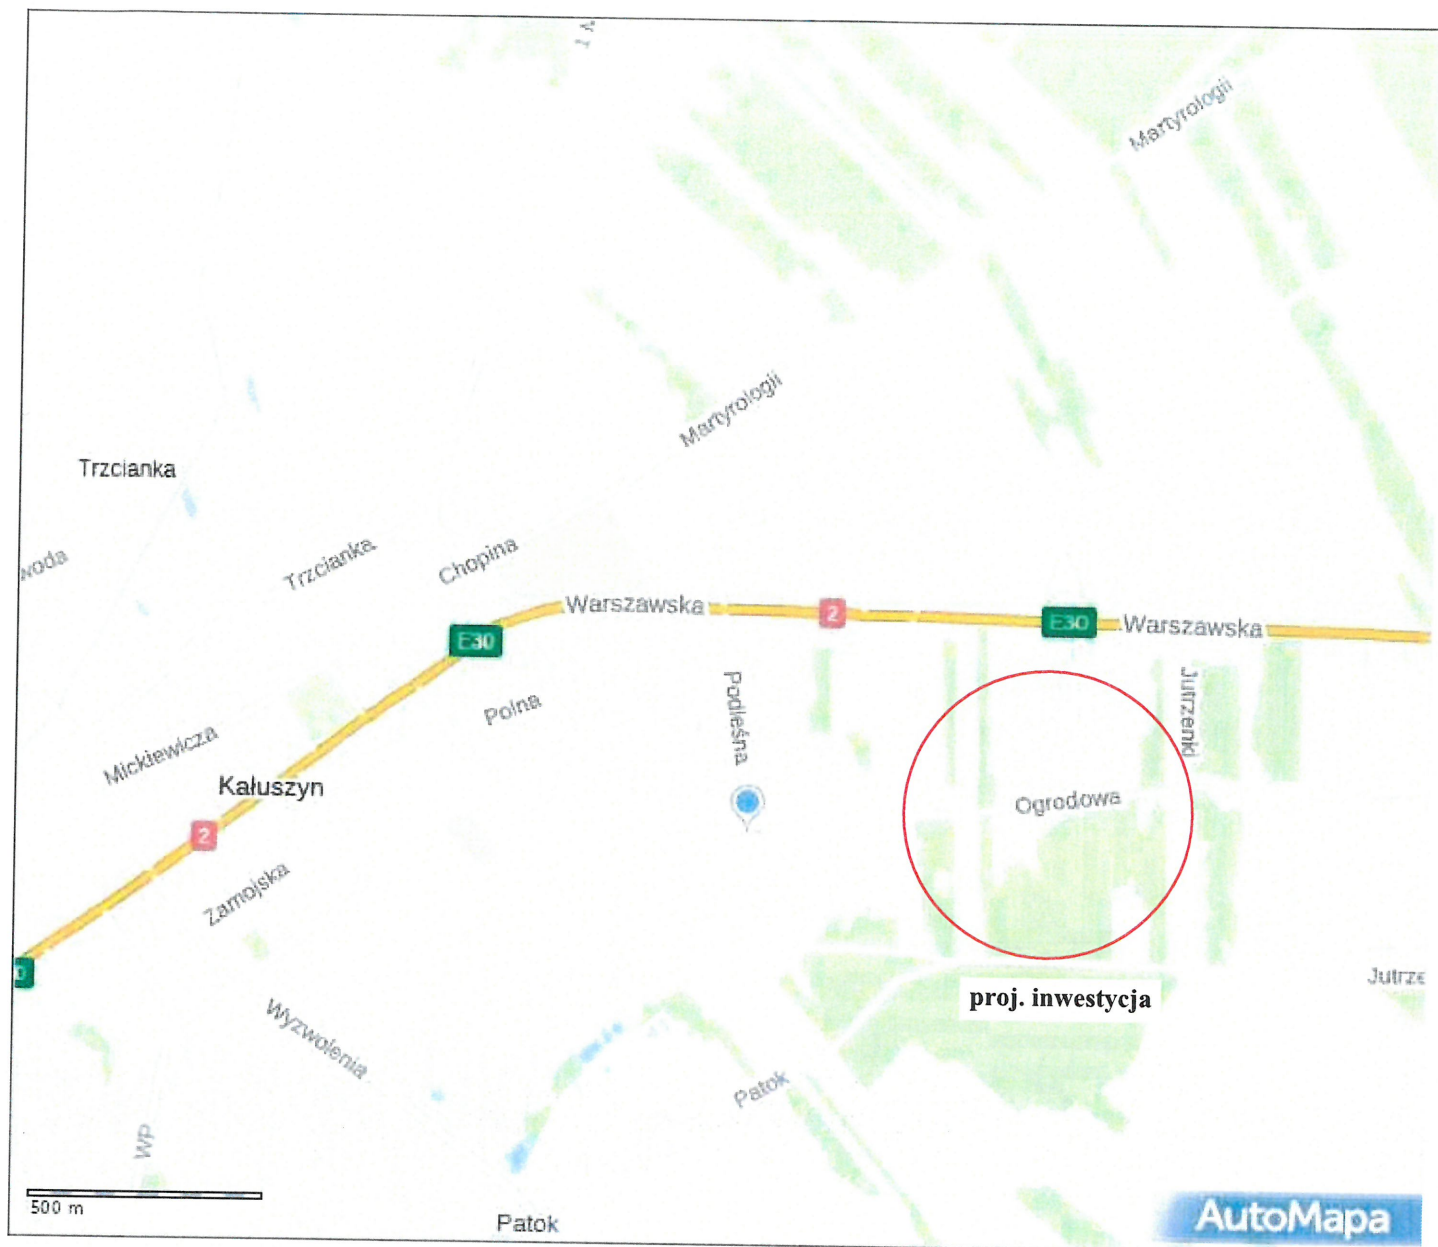 Martyrologii
Martyrologii
Trzcianka
woda
Trzcianka
Chopina
Warszawska
2
E30
Warszawska
E30
Podleśna
Jutrzenki
Polna
Mickiewicza
Kałuszyn
Ogrodowa
2
Zamojska
Jutrze
proj. inwestycja
Wyzwolenia
Patok
WP
500 m
Patok
AutoMapa